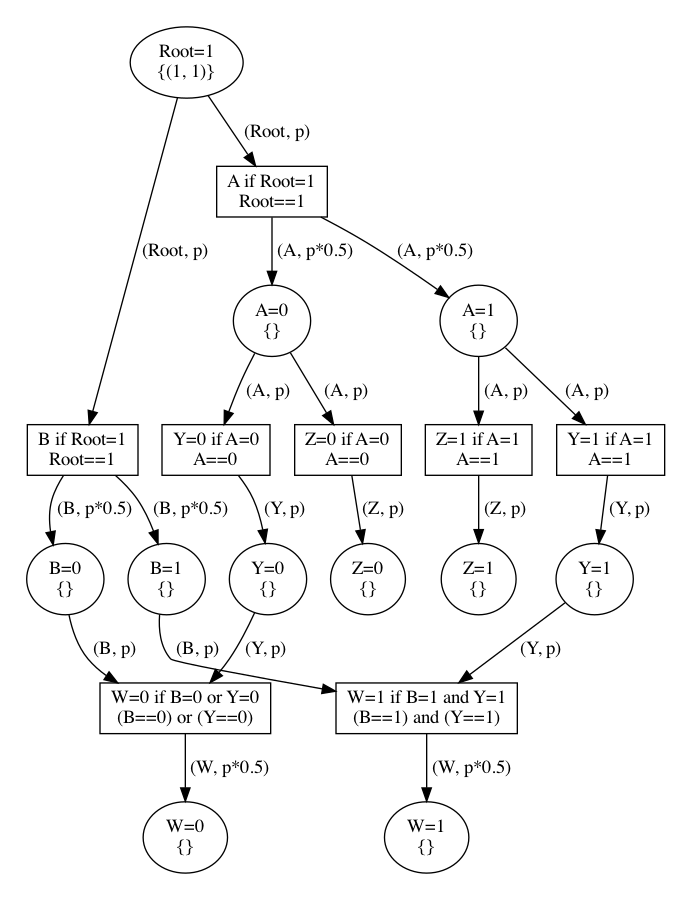 Root=1
{(1, 1)}
(Root, p)
A if Root=1
Root==1
(Root, p)
(A, p*0.5)
(A, p*0.5)
A=0
{}
A=1
{}
(A, p)
(A, p)
(A, p)
(A, p)
B if Root=1
Root==1
Y=0 if A=0
A==0
Z=0 if A=0
A==0
Z=1 if A=1
A==1
Y=1 if A=1
A==1
(B, p*0.5)
(B, p*0.5)
(Y, p)
(Z, p)
(Z, p)
(Y, p)
B=0
{}
B=1
{}
Y=0
{}
Z=0
{}
Z=1
{}
Y=1
{}
(B, p)
(B, p)
(Y, p)
(Y, p)
W=0 if B=0 or Y=0
(B==0) or (Y==0)
W=1 if B=1 and Y=1
(B==1) and (Y==1)
(W, p*0.5)
(W, p*0.5)
W=0
{}
W=1
{}